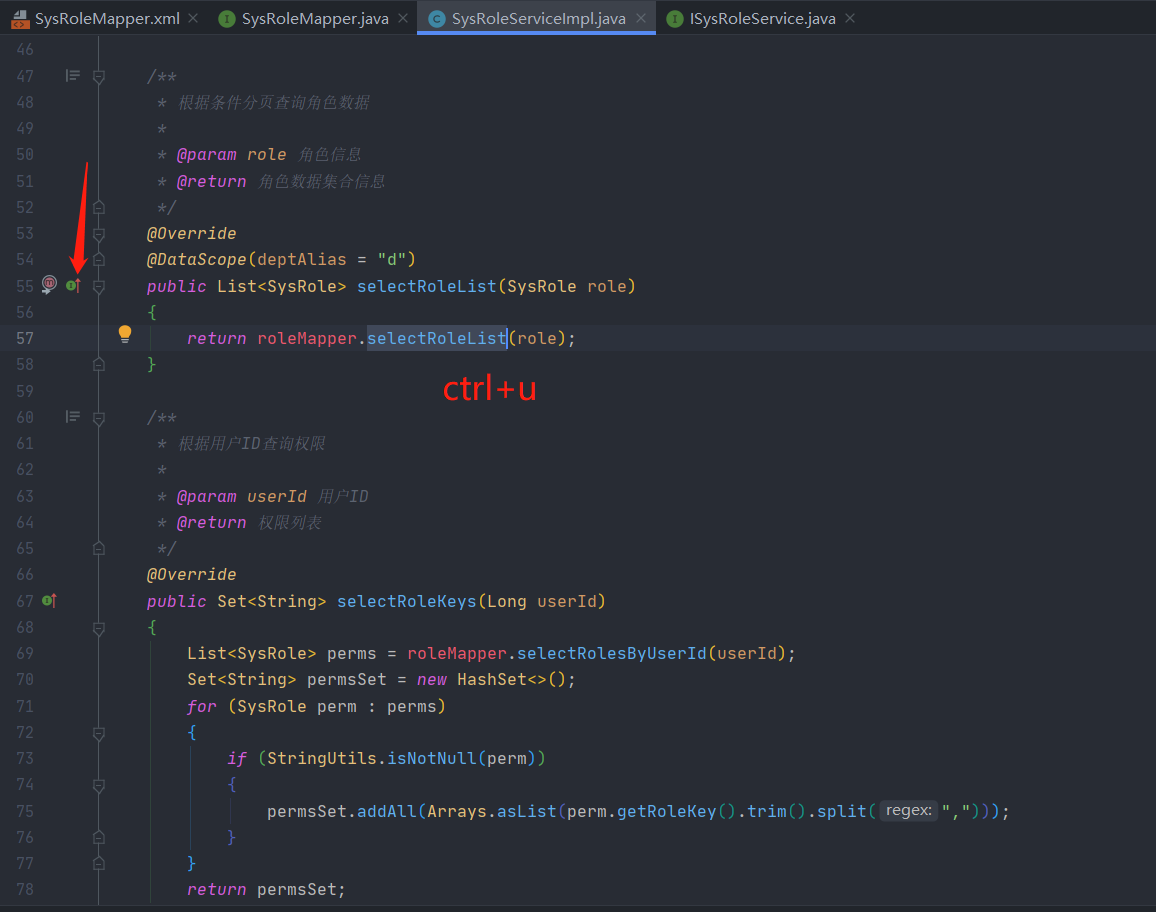 SysRoleMapper.xml SysRoleMapper.java SysRoleServiceImpl.java ISysRoleService.java
46
47 /**
48 * 根据条件分页查询角色数据
49 *
50 * @param role 角色信息
51 * @return 角色数据集合信息
52 */
53 @Override
54 @DataScope(deptAlias = "d")
55 public List<SysRole> selectRoleList(SysRole role)
56 {
57 return roleMapper.selectRoleList(role);
58 }
ctrl+u
59
60 /**
61 * 根据用户ID查询权限
62 *
63 * @param userId 用户ID
64 * @return 权限列表
65 */
66 @Override
67 public Set<String> selectRoleKeys(Long userId)
68 {
69 List<SysRole> perms = roleMapper.selectRolesByUserId(userId);
70 Set<String> permsSet = new HashSet<>();
71 for (SysRole perm : perms)
72 {
73 if (StringUtils.isNotNull(perm))
74 {
75 permsSet.addAll(Arrays.asList(perm.getRoleKey().trim().split( regex: ",")));
76 }
77 }
78 return permsSet;